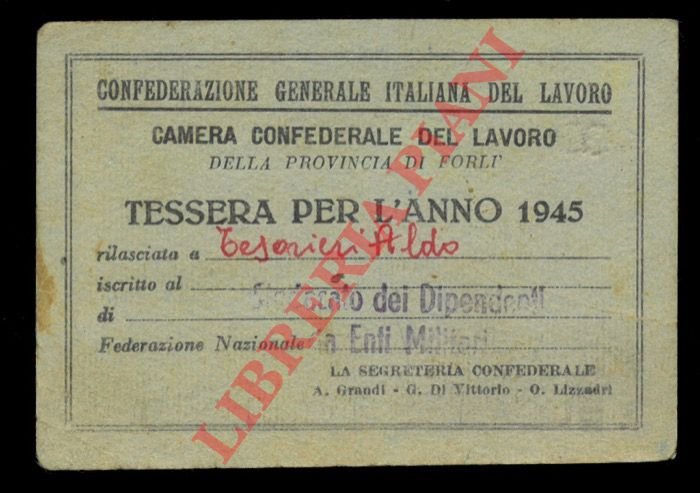 CONFEDERAZIONE GENERALE ITALIANA DEL LAVORO
CAMERA CONFEDERALE DEL LAVORO
DELLA PROVINCIA DI FORLI'
TESSERA PER L'ANNO 1945
rilasciata a Tesorieri Aldo
iscritto al Sindacato dei Dipendenti
di
Federazione Nazionale da Enti Militari
LA SEGRETERIA CONFEDERALE
A. Grandi - G. Di Vittorio - O. Lizzadri
LIBRERIA PIANI